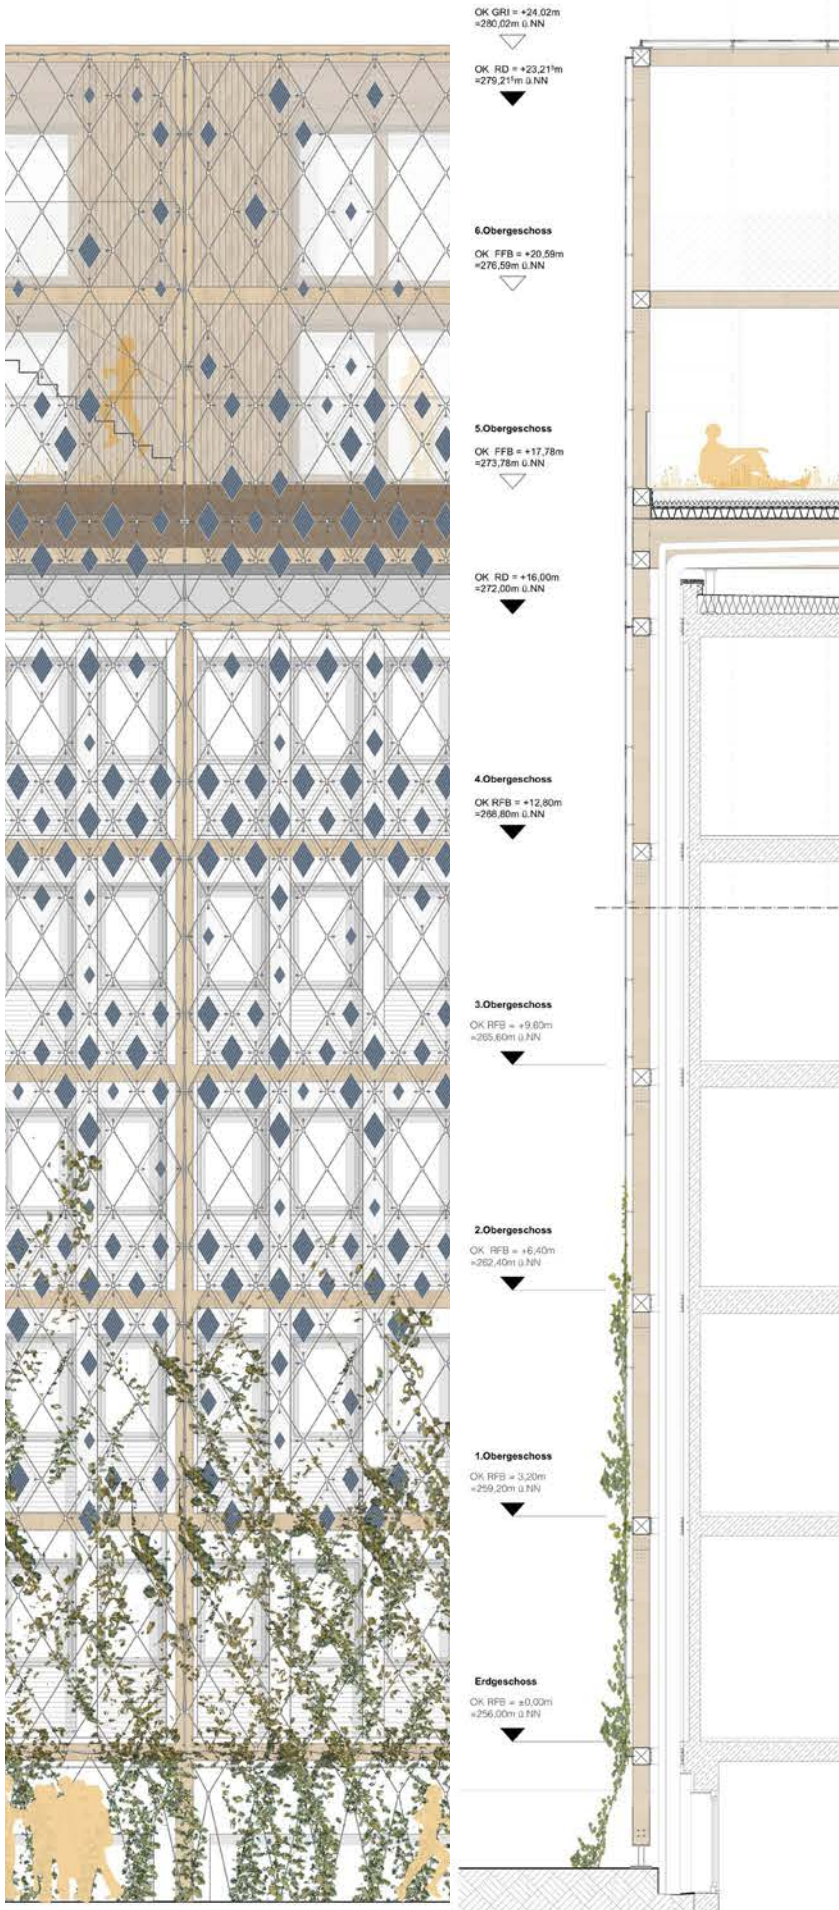 OK GRI = +24,02m
=280,02m ü.NN
OK RD = +23,21⁵m
=279,21⁵m ü.NN
6.Obergeschoss
OK FFB = +20,59m
=276,59m ü.NN
5.Obergeschoss
OK FFB = +17,78m
=273,78m ü.NN
OK RD = +16,00m
=272,00m ü.NN
4.Obergeschoss
OK RFB = +12,80m
=268,80m ü.NN
3.Obergeschoss
OK RFB = +9,60m
=265,60m ü.NN
2.Obergeschoss
OK RFB = +6,40m
=262,40m ü.NN
1.Obergeschoss
OK RFB = 3,20m
=259,20m ü.NN
Erdgeschoss
OK RFB = ±0,00m
=256,00m ü.NN